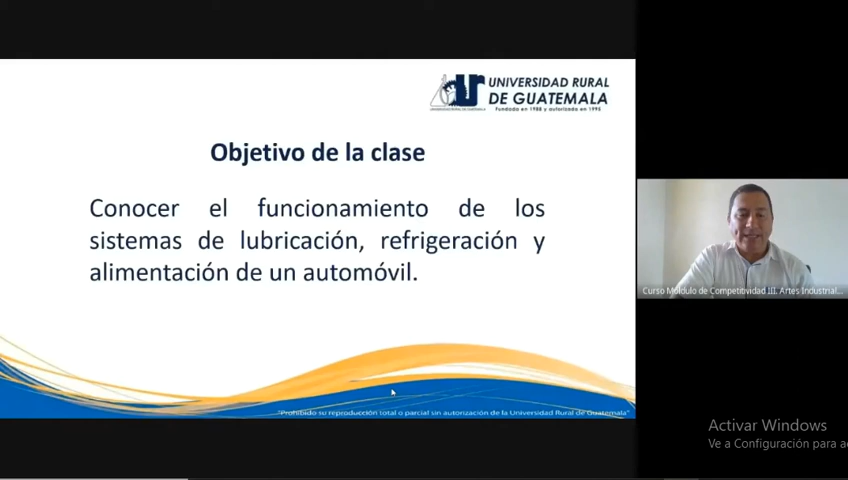 UNIVERSIDAD RURAL
DE GUATEMALA
Fundada en 1988 y autorizada en 1995
Objetivo de la clase
Conocer el funcionamiento de los
sistemas de lubricación, refrigeración y
alimentación de un automóvil.
"Prohibido su reproducción total o parcial sin autorización de la Universidad Rural de Guatemala"
Curso Módulo de Competitividad III. Artes Industrial...
Activar Windows
Ve a Configuración para a